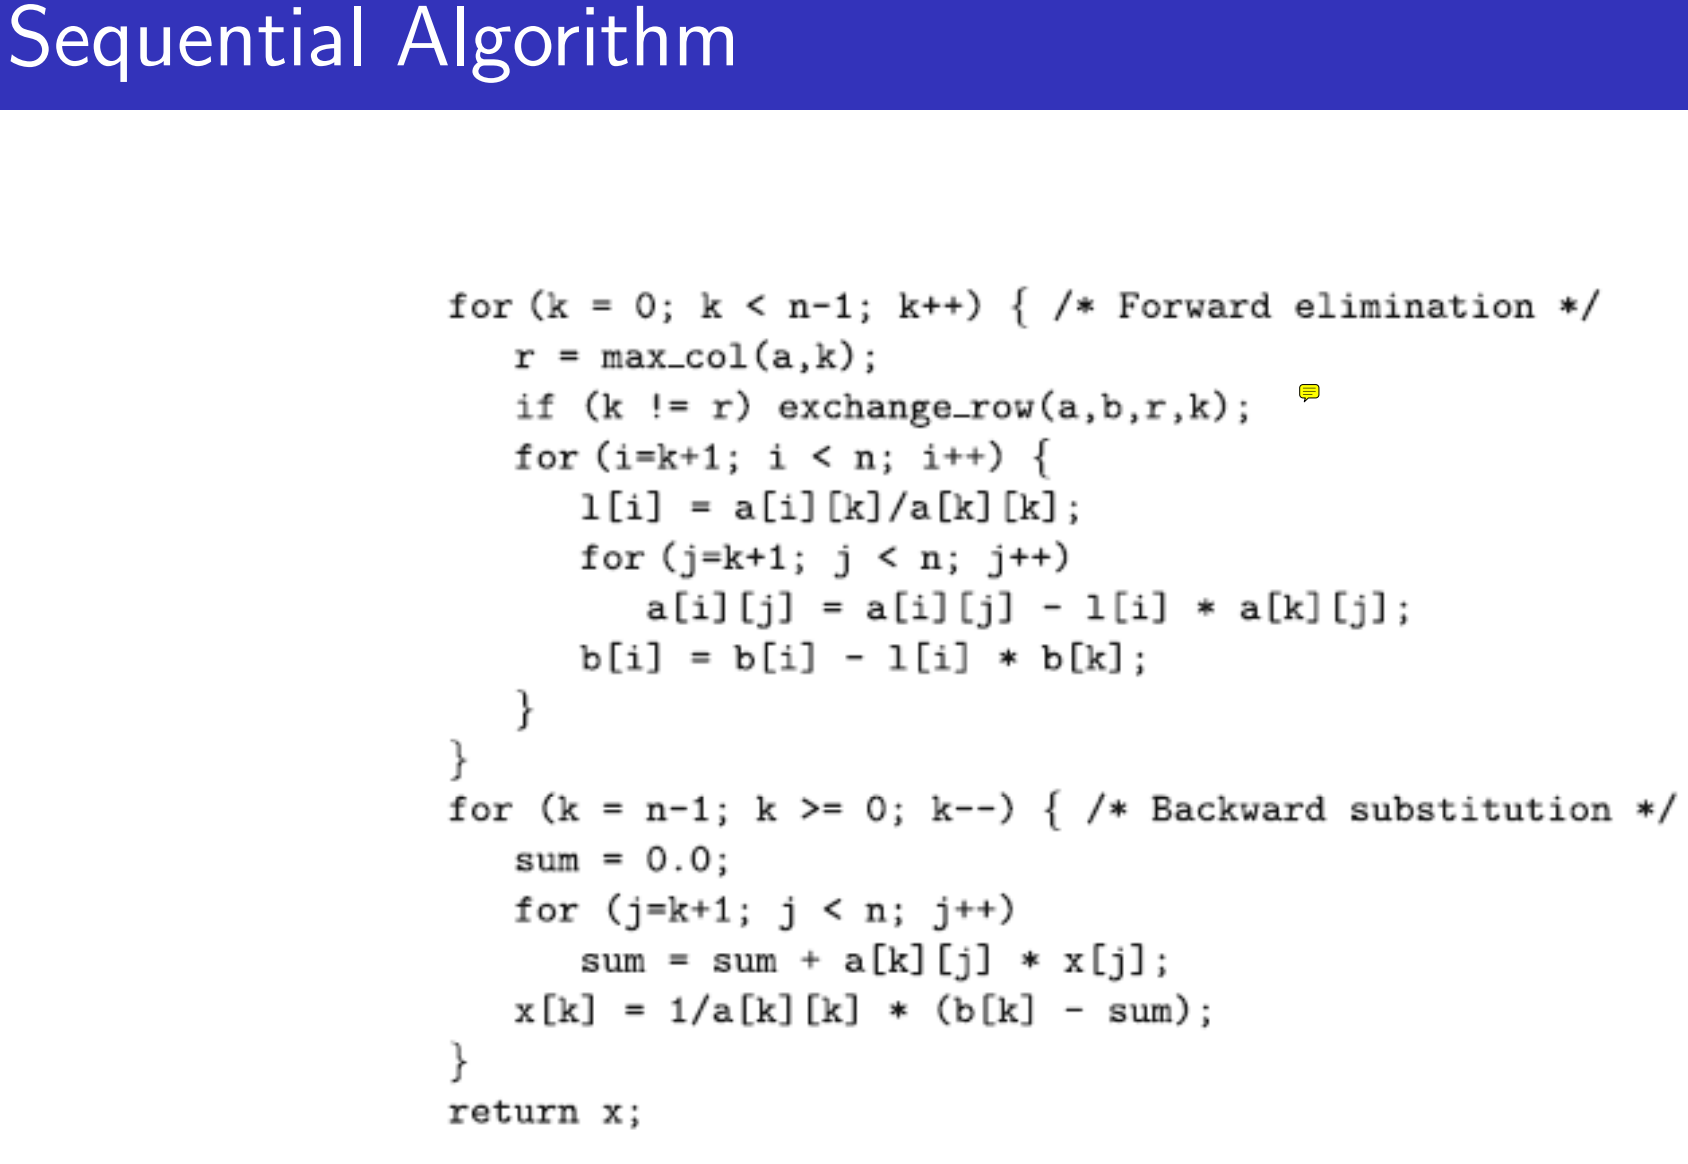 Sequential Algorithm
for (k = 0; k < n-1; k++) { /* Forward elimination */
r = max_col(a,k);
if (k != r) exchange_row(a,b,r,k);
for (i=k+1; i < n; i++) {
l[i] = a[i][k]/a[k][k];
for (j=k+1; j < n; j++)
a[i][j] = a[i][j] - l[i] * a[k][j];
b[i] = b[i] - l[i] * b[k];
}
}
for (k = n-1; k >= 0; k--) { /* Backward substitution */
sum = 0.0;
for (j=k+1; j < n; j++)
sum = sum + a[k][j] * x[j];
x[k] = 1/a[k][k] * (b[k] - sum);
}
return x;